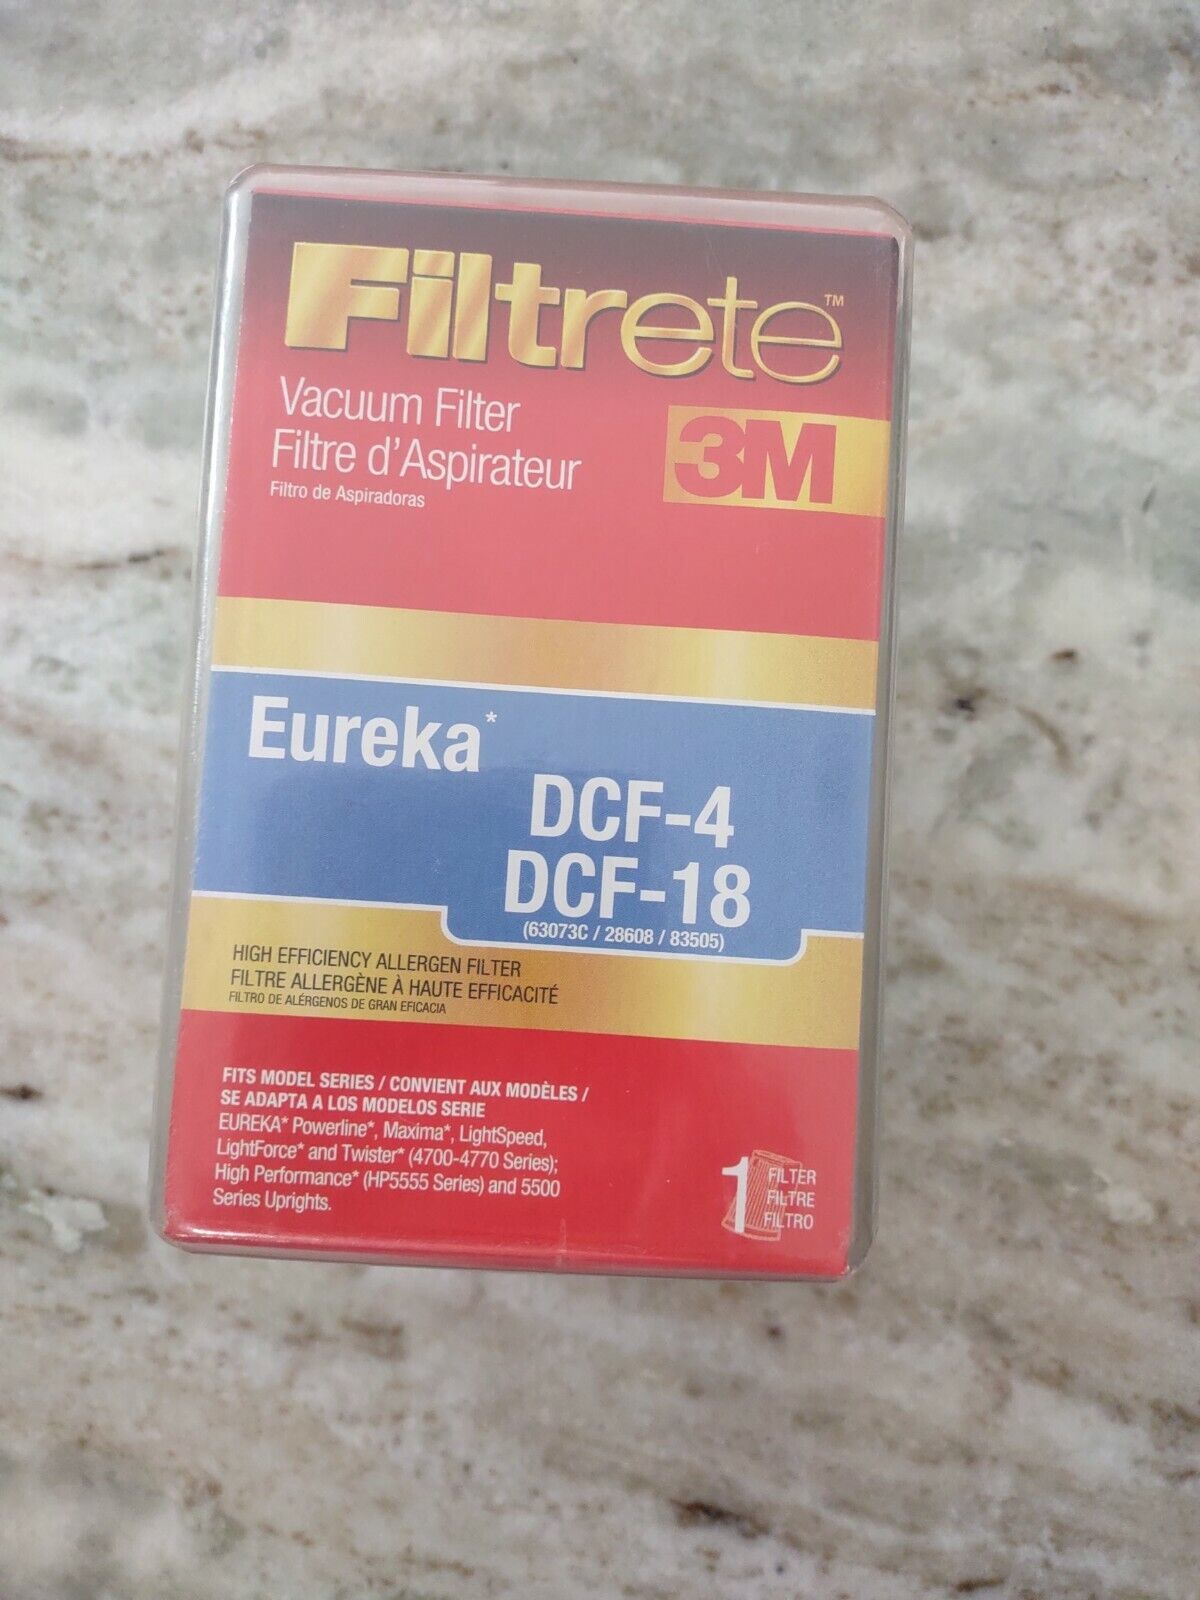 Filtrete™
Vacuum Filter
Filtre d'Aspirateur
Filtro de Aspiradoras
3M
Eureka*
DCF-4
DCF-18
(63073C / 28608 / 83505)
HIGH EFFICIENCY ALLERGEN FILTER
FILTRE ALLERGÈNE À HAUTE EFFICACITÉ
FILTRO DE ALÉRGENOS DE GRAN EFICACIA
FITS MODEL SERIES / CONVIENT AUX MODÈLES /
SE ADAPTA A LOS MODELOS SERIE
EUREKA* Powerline*, Maxima*, LightSpeed,
LightForce* and Twister* (4700-4770 Series);
High Performance* (HP5555 Series) and 5500
Series Uprights.
1 FILTER
FILTRE
FILTRO